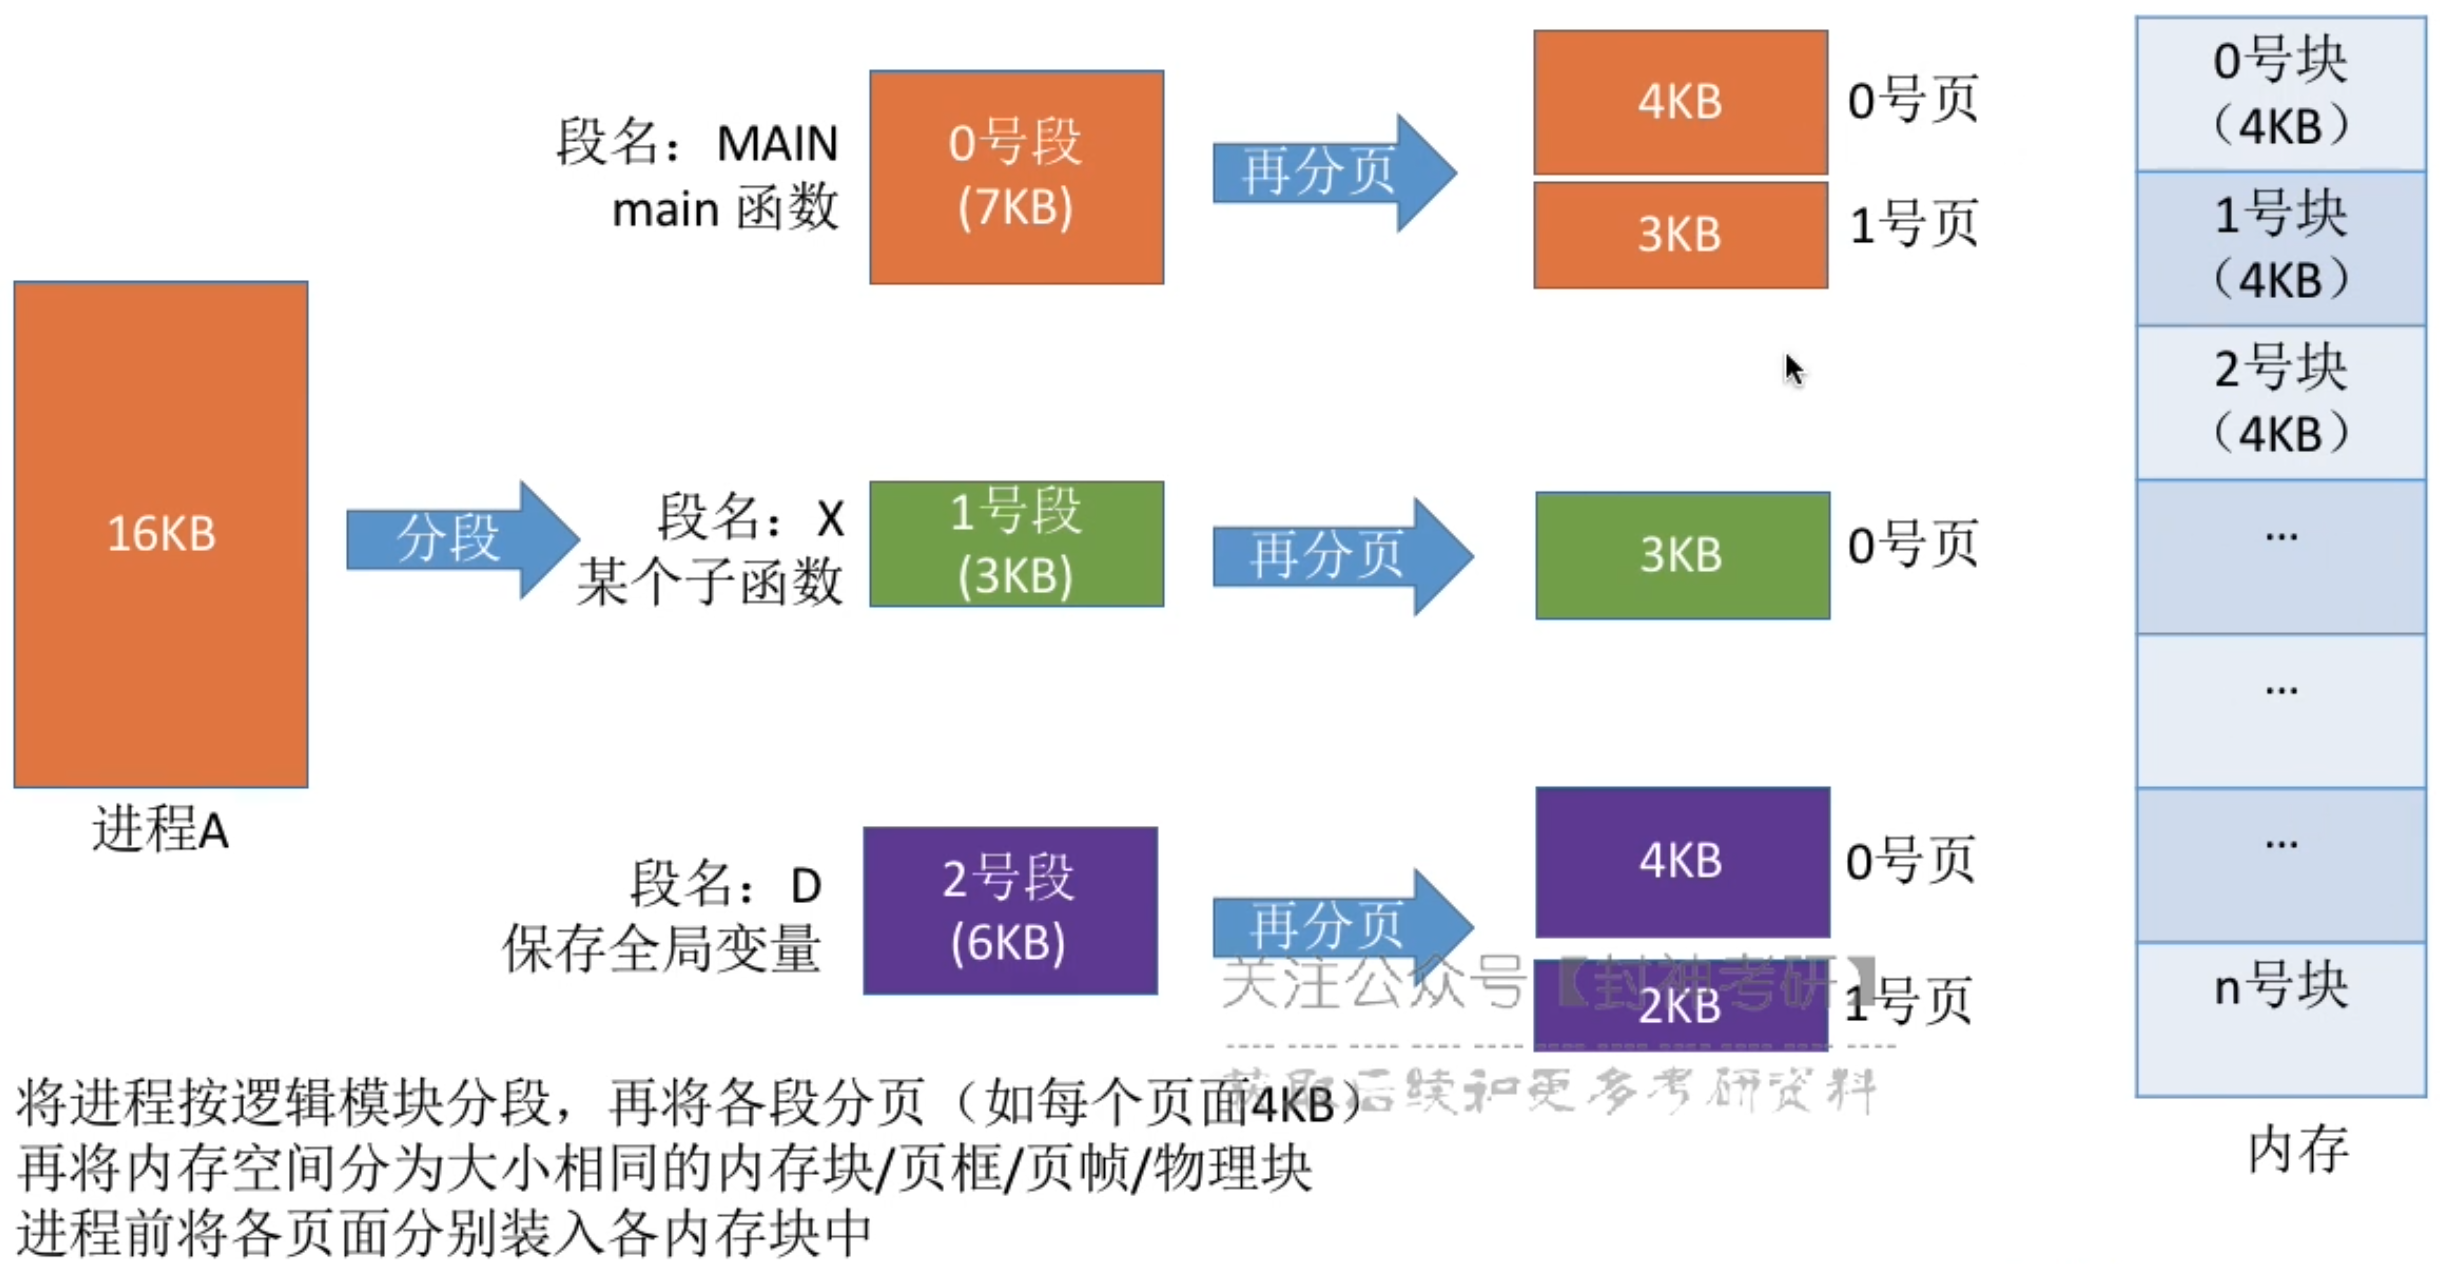 16KB
进程A
分段
段名：MAIN
main 函数
0号段
(7KB)
再分页
4KB
0号页
3KB
1号页
段名：X
某个子函数
1号段
(3KB)
再分页
3KB
0号页
段名：D
保存全局变量
2号段
(6KB)
再分页
4KB
0号页
2KB
1号页
关注公众号【封神考研】
获取后续和更多考研资料
0号块
（4KB）
1号块
（4KB）
2号块
（4KB）
...
...
...
n号块
内存
将进程按逻辑模块分段，再将各段分页（如每个页面4KB）
再将内存空间分为大小相同的内存块/页框/页帧/物理块
进程前将各页面分别装入各内存块中